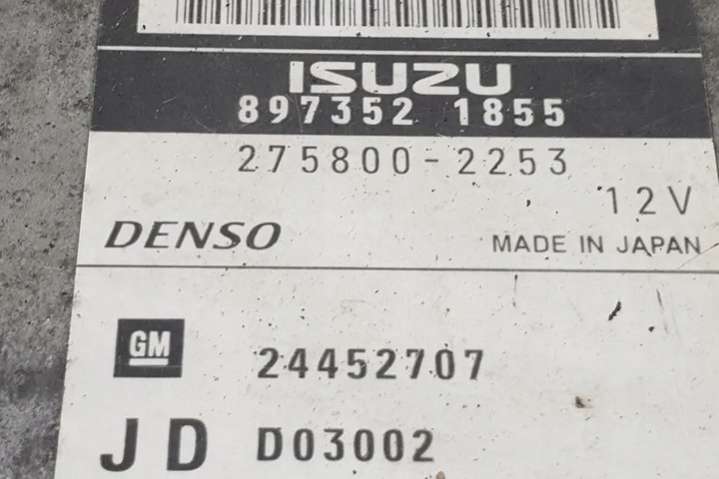 ISUZU
897352 1855
275800-2253
12V
DENSO MADE IN JAPAN
GM 24452707
JD D03002